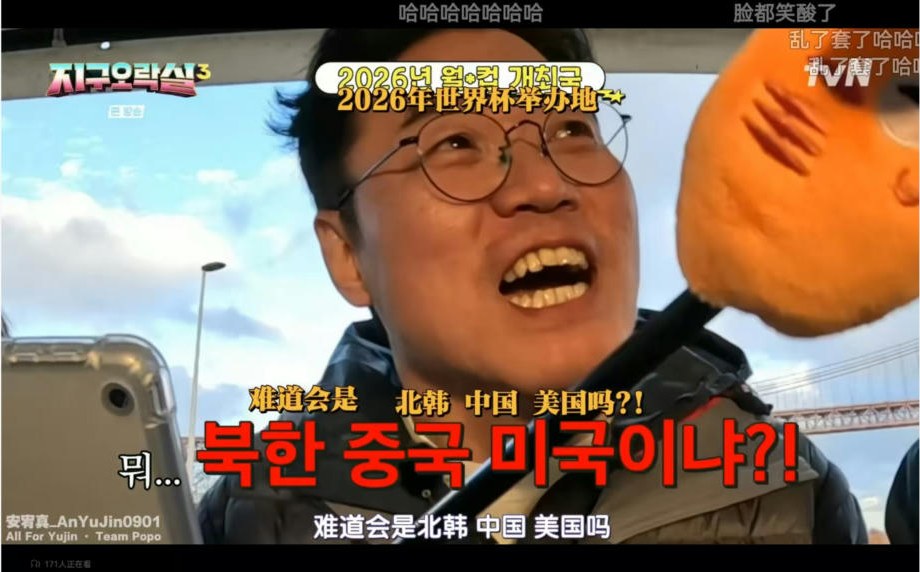 哈哈哈哈哈哈哈
脸都笑酸了
乱了套了哈哈哈
乱了套了哈哈
지구오락실3
2026년 월*컵 개최국
2026年世界杯举办地
tvN
难道会是 北韩 中国 美国吗?!
뭐... 북한 중국 미국이냐?!
安宥真_AnYuJin0901
All For Yujin · Team Popo
难道会是北韩 中国 美国吗
171人正在看